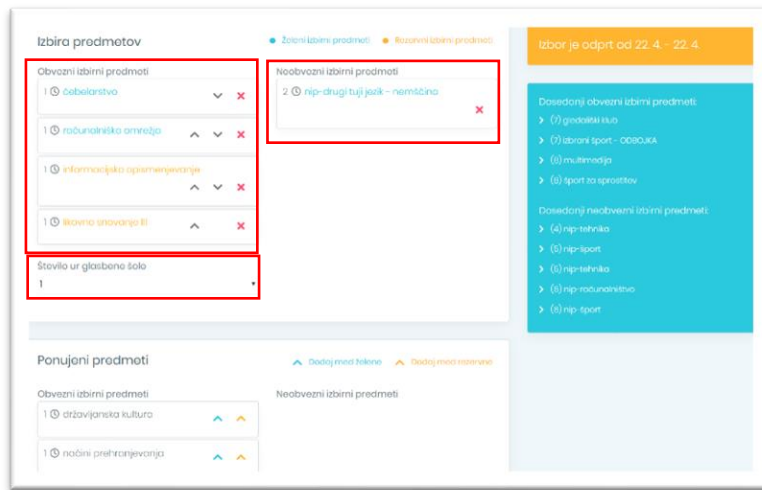 Izbira predmetov
Želeni izbirni predmeti
Rezervni izbirni predmeti
Obvezni izbirni predmeti
1 čebelarstvo
1 računalniška omrežja
1 informacijsko opismenjevanje
1 likovno snovanje III
Število ur glasbene šole
1
Neobvezni izbirni predmeti
2 nip-drugi tuji jezik - nemščina
Izbor je odprt od 22. 4. - 22. 4.
Dosedanji obvezni izbirni predmeti:
(7) gledališki klub
(7) izbrani šport - ODBOJKA
(8) multimedija
(8) šport za sprostitev
Dosedanji neobvezni izbirni predmeti:
(4) nip-tehnika
(5) nip-šport
(5) nip-tehnika
(6) nip-računalništvo
(6) nip-šport
Ponujeni predmeti
Dodaj med želene
Dodaj med rezervne
Obvezni izbirni predmeti
1 državljanska kultura
1 načini prehranjevanja
Neobvezni izbirni predmeti